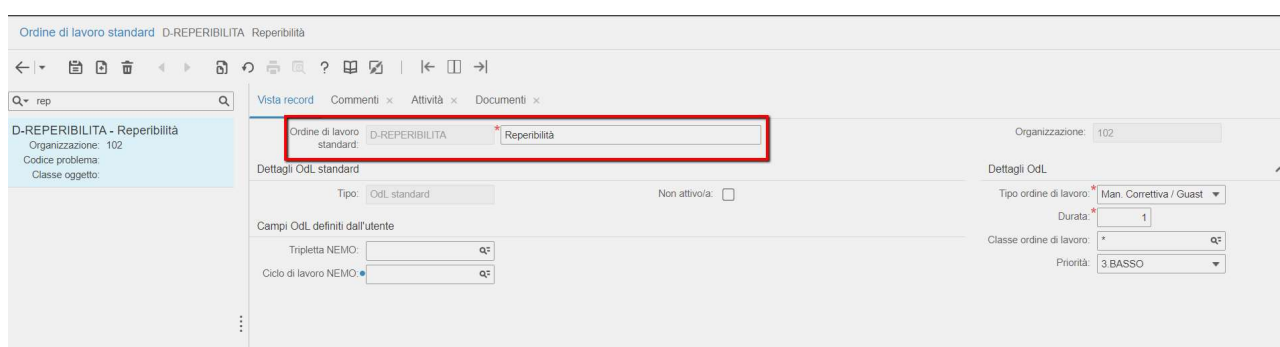 Ordine di lavoro standard D-REPERIBILITA Reperibilità
rep
Vista record Commenti × Attività × Documenti ×
D-REPERIBILITA - Reperibilità
Organizzazione: 102
Codice problema:
Classe oggetto:
Ordine di lavoro standard: D-REPERIBILITA * Reperibilità
Organizzazione: 102
Dettagli OdL standard
Dettagli OdL
Tipo: OdL standard
Non attivo/a:
Tipo ordine di lavoro:* Man. Correttiva / Guast
Durata:* 1
Campi OdL definiti dall'utente
Classe ordine di lavoro: *
Tripletta NEMO:
Priorità: 3.BASSO
Ciclo di lavoro NEMO: